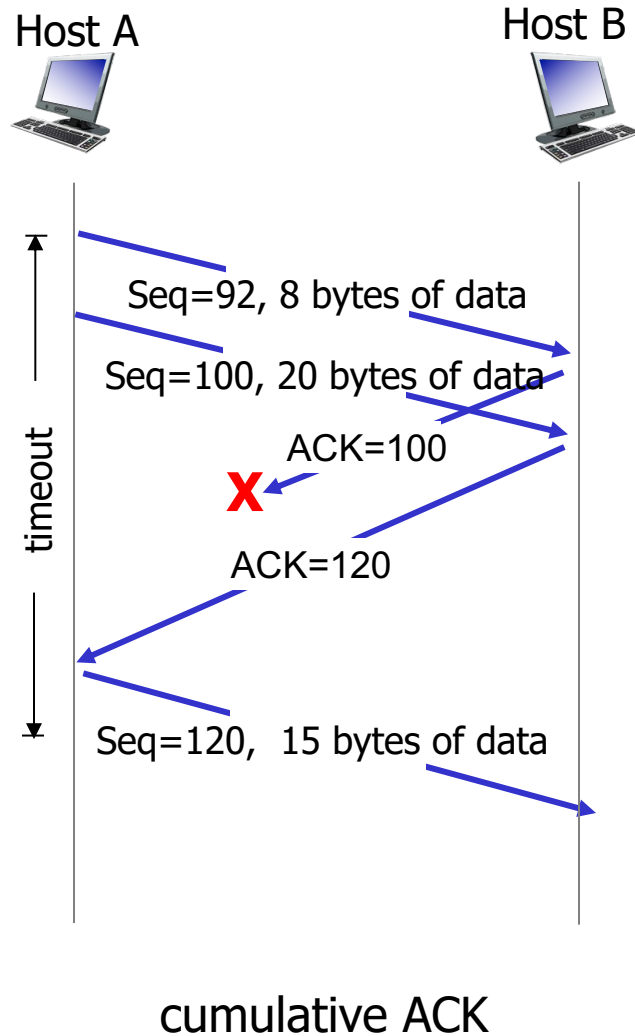 Host A
Host B
Seq=92, 8 bytes of data
Seq=100, 20 bytes of data
ACK=100
X
timeout
ACK=120
Seq=120, 15 bytes of data
cumulative ACK